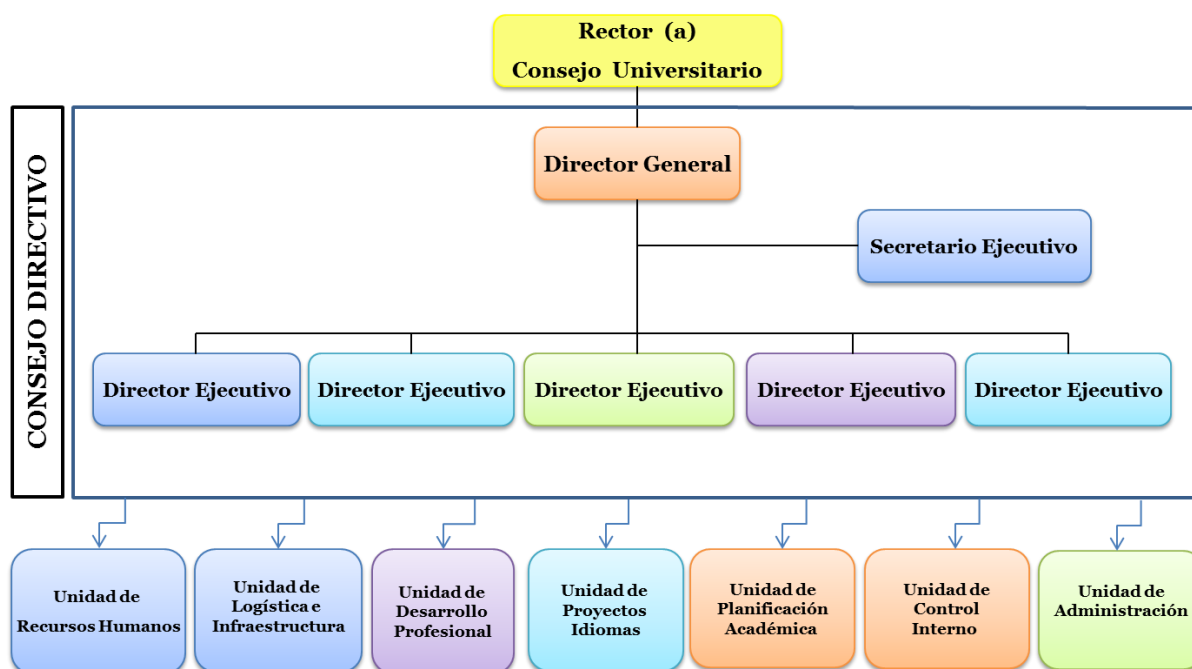 Rector (a)
Consejo Universitario
CONSEJO DIRECTIVO
Director General
Secretario Ejecutivo
Director Ejecutivo
Director Ejecutivo
Director Ejecutivo
Director Ejecutivo
Director Ejecutivo
Unidad de
Recursos Humanos
Unidad de
Logística e
Infraestructura
Unidad de
Desarrollo
Profesional
Unidad de
Proyectos
Idiomas
Unidad de
Planificación
Académica
Unidad de
Control
Interno
Unidad de
Administración